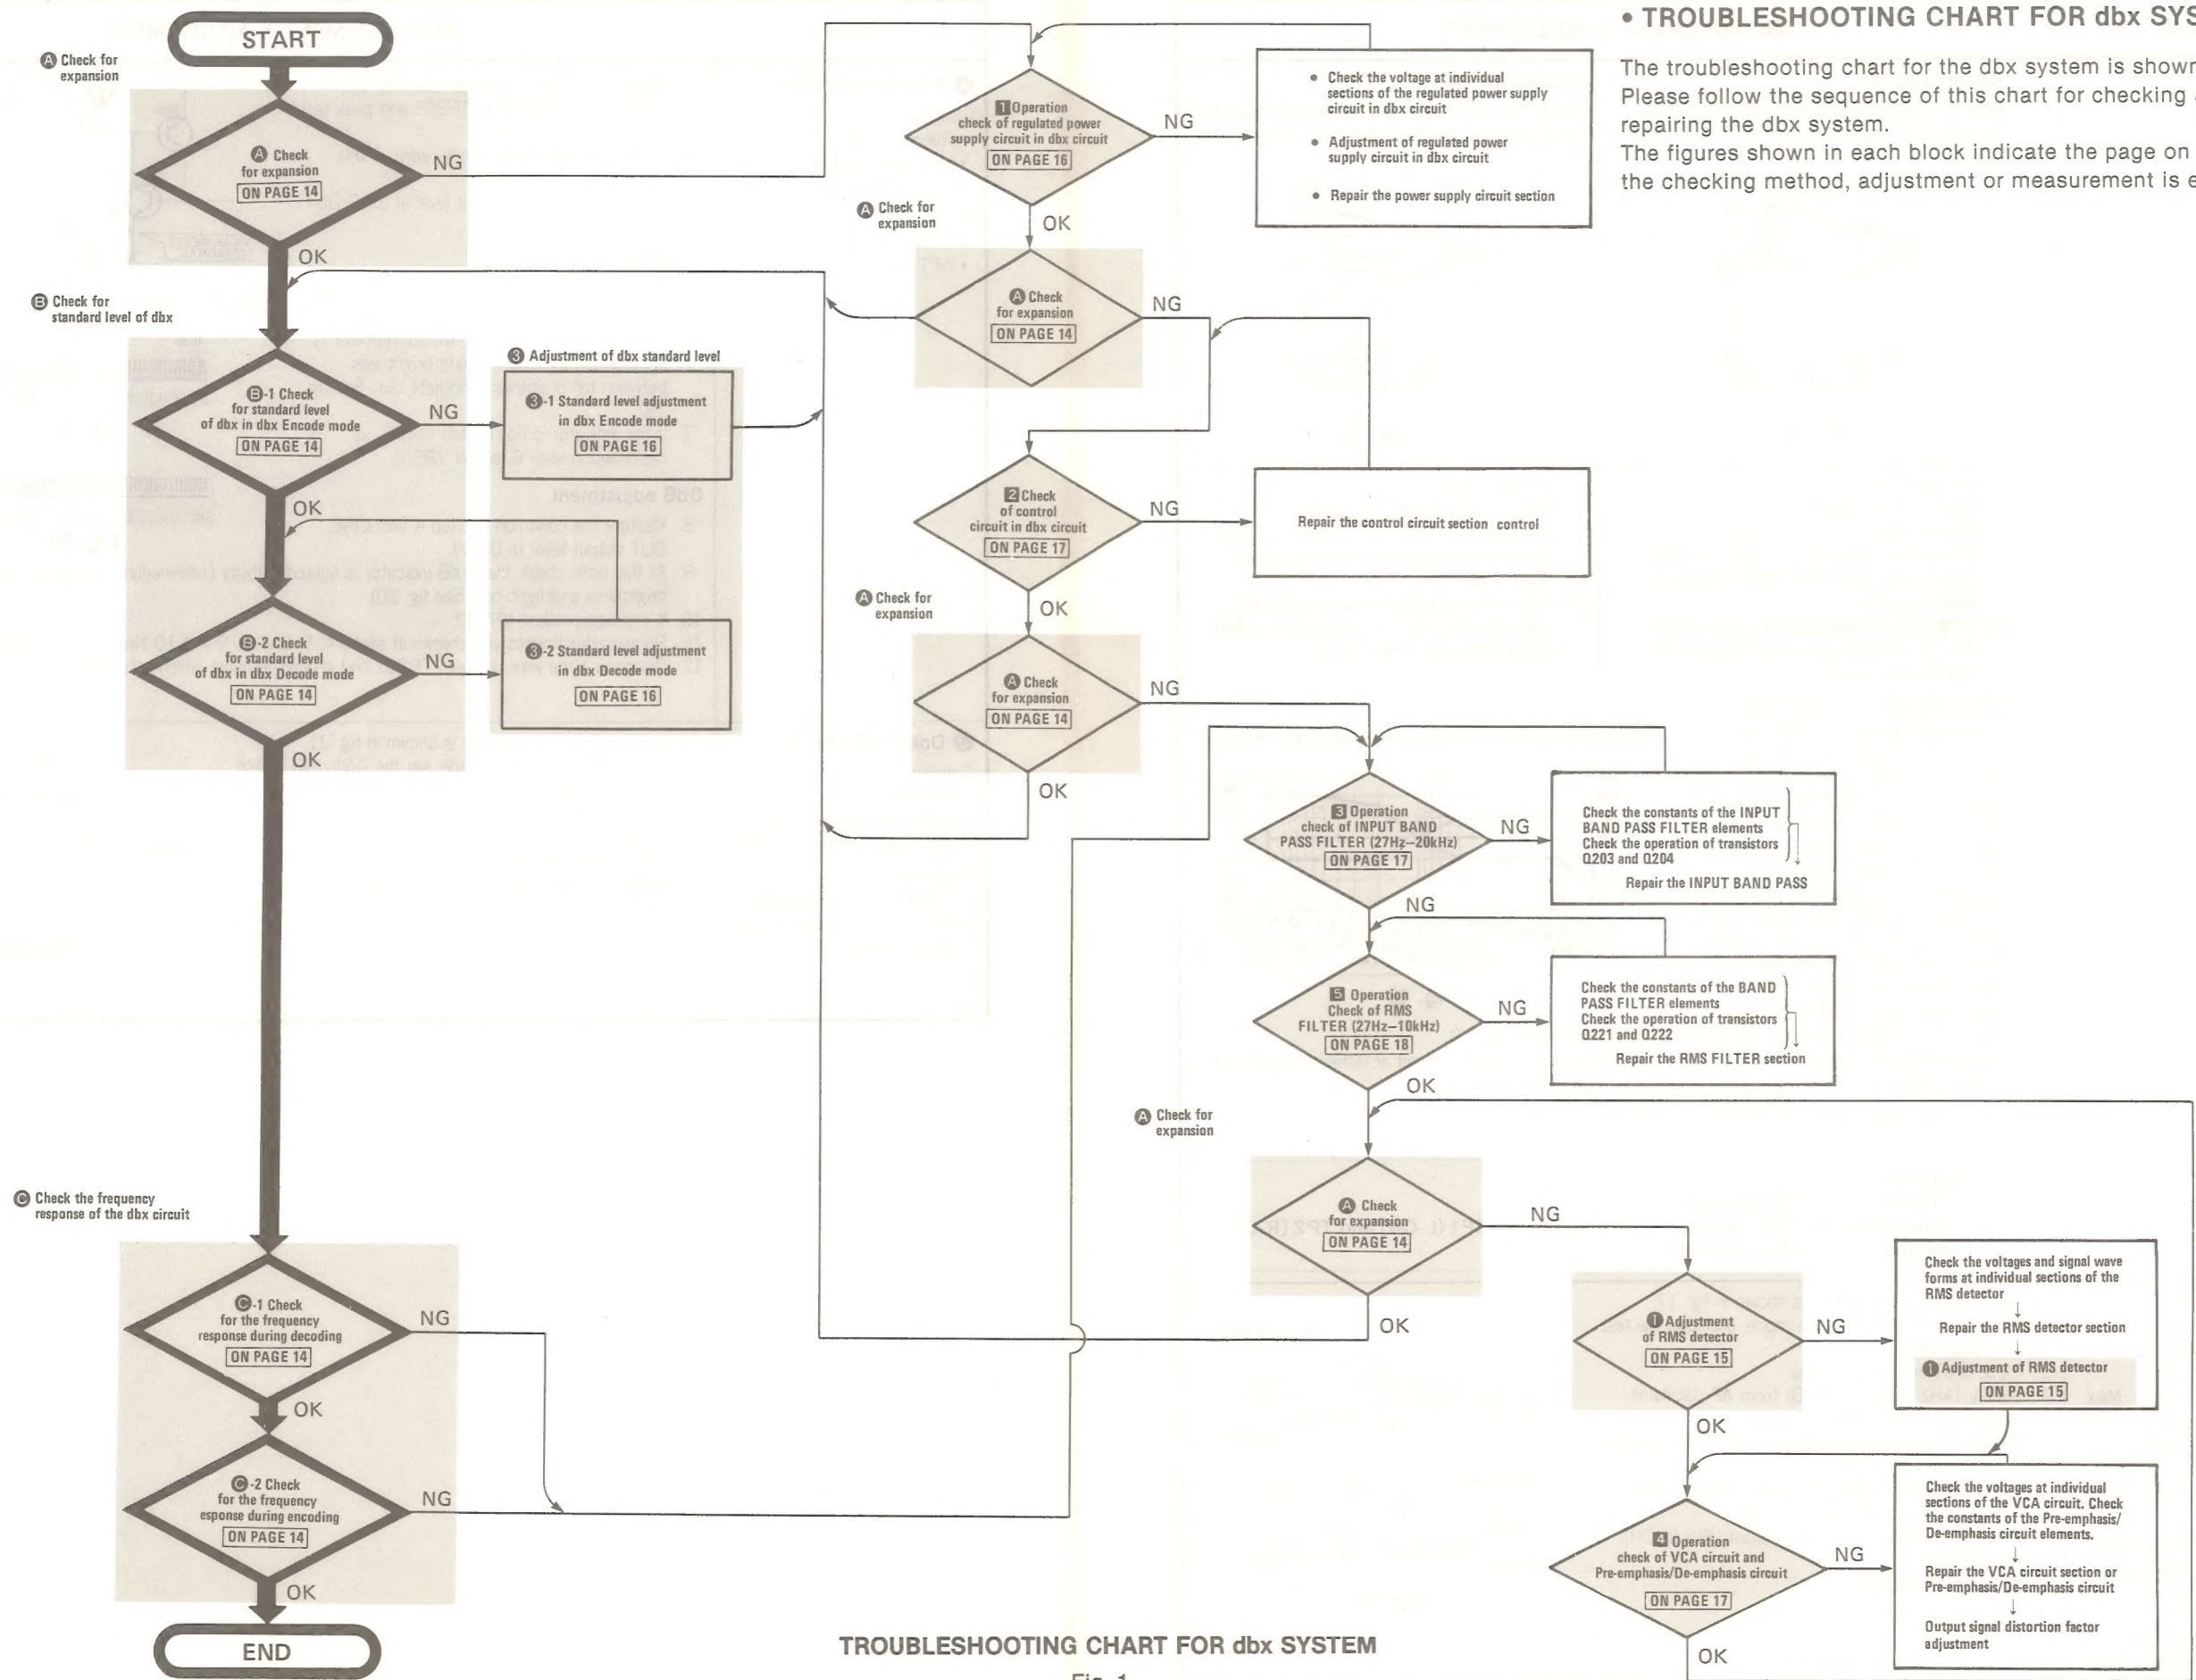 • TROUBLESHOOTING CHART FOR dbx SYS
The troubleshooting chart for the dbx system is shown
Please follow the sequence of this chart for checking
repairing the dbx system.
The figures shown in each block indicate the page on
the checking method, adjustment or measurement is
START
A Check for
expansion
A Check
for expansion
ON PAGE 14
NG
OK
B Check for
standard level of dbx
B-1 Check
for standard level
of dbx in dbx Encode mode
ON PAGE 14
NG
OK
3 Adjustment of dbx standard level
3-1 Standard level adjustment
in dbx Encode mode
ON PAGE 16
B-2 Check
for standard level
of dbx in dbx Decode mode
ON PAGE 14
NG
OK
3-2 Standard level adjustment
in dbx Decode mode
ON PAGE 16
C Check the frequency
response of the dbx circuit
C-1 Check
for the frequency
response during decoding
ON PAGE 14
NG
OK
C-2 Check
for the frequency
esponse during encoding
ON PAGE 14
NG
OK
END
1 Operation
check of regulated power
supply circuit in dbx circuit
ON PAGE 16
NG
OK
• Check the voltage at individual
sections of the regulated power supply
circuit in dbx circuit
• Adjustment of regulated power
supply circuit in dbx circuit
• Repair the power supply circuit section
A Check for
expansion
A Check
for expansion
ON PAGE 14
NG
2 Check
of control
circuit in dbx circuit
ON PAGE 17
NG
OK
Repair the control circuit section control
A Check for
expansion
A Check
for expansion
ON PAGE 14
NG
OK
3 Operation
check of INPUT BAND
PASS FILTER (27Hz–20kHz)
ON PAGE 17
NG
NG
Check the constants of the INPUT
BAND PASS FILTER elements
Check the operation of transistors
Q203 and Q204
Repair the INPUT BAND PASS
5 Operation
Check of RMS
FILTER (27Hz–10kHz)
ON PAGE 18
NG
OK
Check the constants of the BAND
PASS FILTER elements
Check the operation of transistors
Q221 and Q222
Repair the RMS FILTER section
A Check for
expansion
A Check
for expansion
ON PAGE 14
NG
OK
1 Adjustment
of RMS detector
ON PAGE 15
NG
OK
Check the voltages and signal wave
forms at individual sections of the
RMS detector
↓
Repair the RMS detector section
↓
1 Adjustment of RMS detector
ON PAGE 15
4 Operation
check of VCA circuit and
Pre-emphasis/De-emphasis circuit
ON PAGE 17
NG
OK
Check the voltages at individual
sections of the VCA circuit. Check
the constants of the Pre-emphasis/
De-emphasis circuit elements.
↓
Repair the VCA circuit section or
Pre-emphasis/De-emphasis circuit
↓
Output signal distortion factor
adjustment
TROUBLESHOOTING CHART FOR dbx SYSTEM
Fig. 1